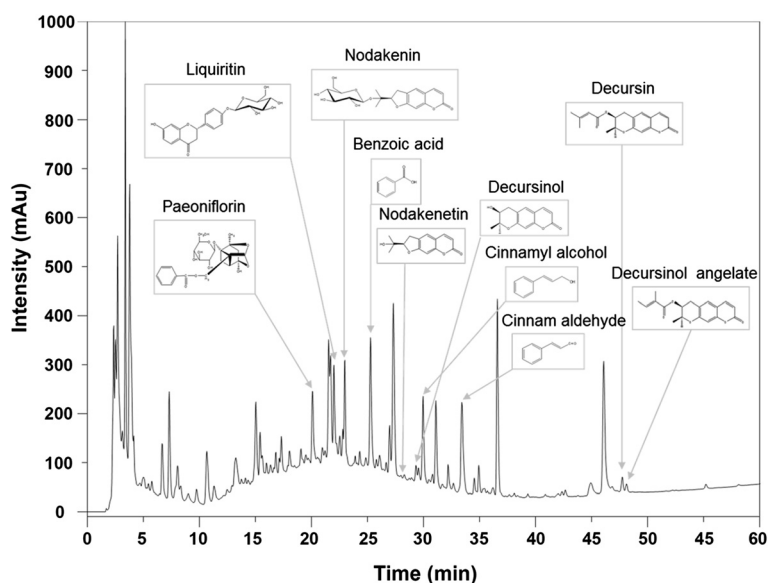 Intensity (mAu)
1000
900
800
700
600
500
400
300
200
100
0
Liquiritin
Nodakenin
Decursin
Benzoic acid
Paeoniflorin
Nodakenetin
Decursinol
Cinnamyl alcohol
Decursinol angelate
Cinnam aldehyde
0 5 10 15 20 25 30 35 40 45 50 45 60
Time (min)